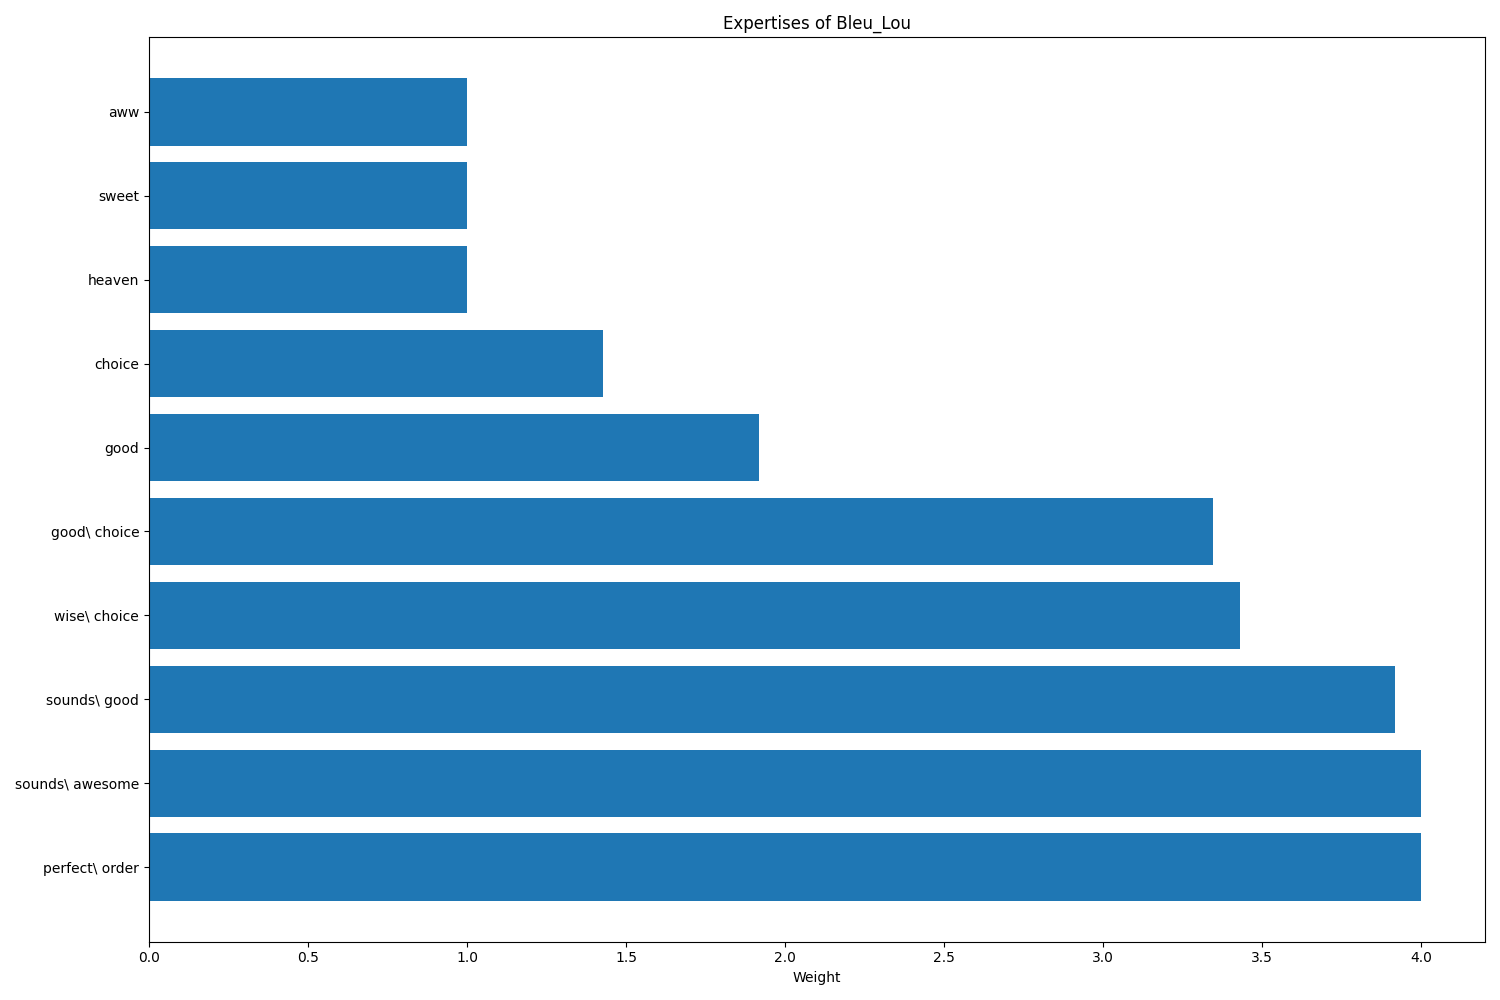 Expertises of Bleu_Lou
aww
sweet
heaven
choice
good
good\ choice
wise\ choice
sounds\ good
sounds\ awesome
perfect\ order
0.0 0.5 1.0 1.5 2.0 2.5 3.0 3.5 4.0
Weight